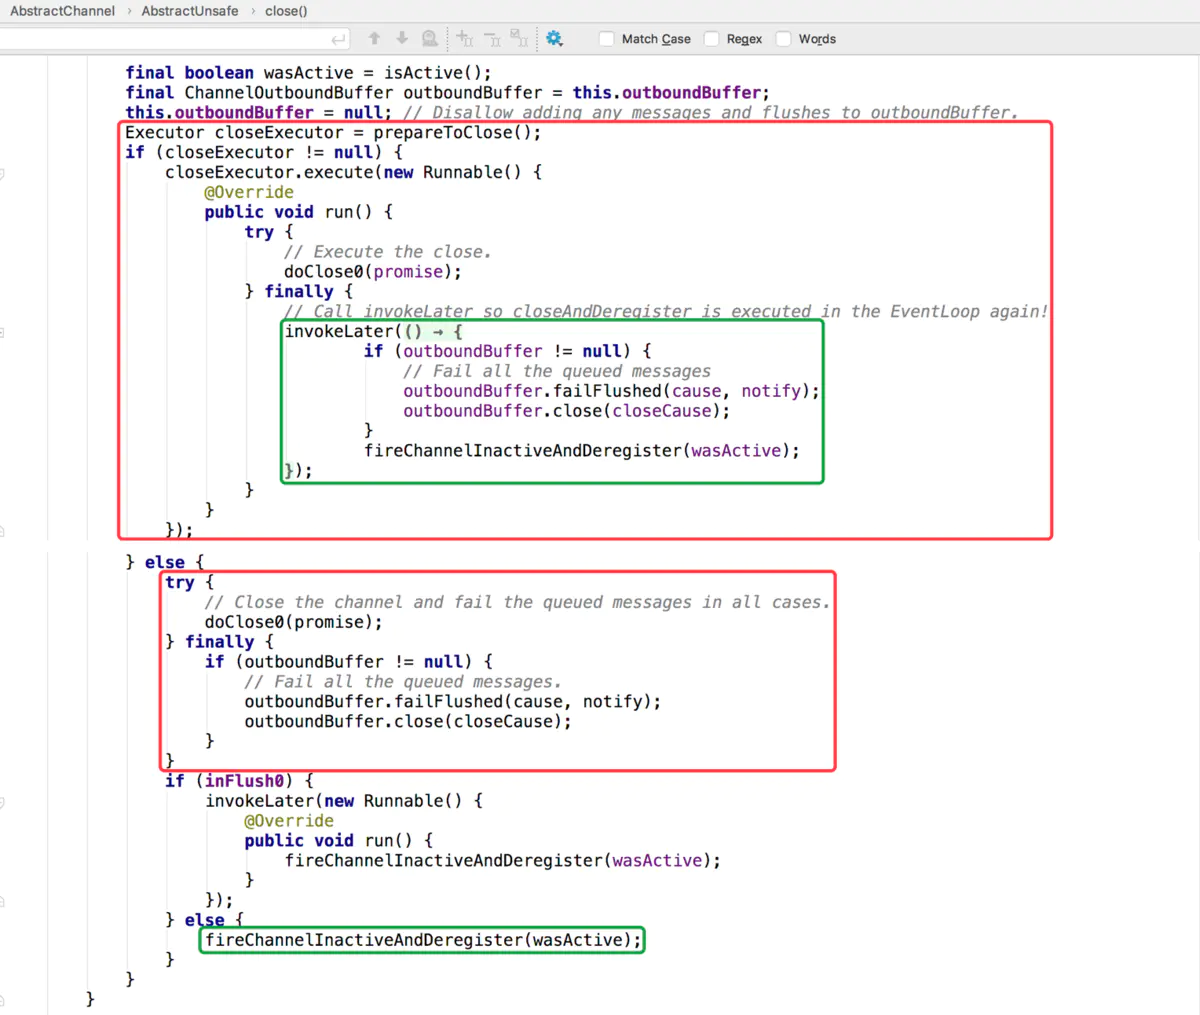 AbstractChannel › AbstractUnsafe › close()
Match Case Regex Words
final boolean wasActive = isActive();
final ChannelOutboundBuffer outboundBuffer = this.outboundBuffer;
this.outboundBuffer = null; // Disallow adding any messages and flushes to outboundBuffer.
Executor closeExecutor = prepareToClose();
if (closeExecutor != null) {
closeExecutor.execute(new Runnable() {
@Override
public void run() {
try {
// Execute the close.
doClose0(promise);
} finally {
// Call invokeLater so closeAndDeregister is executed in the EventLoop again!
invokeLater(() → {
if (outboundBuffer != null) {
// Fail all the queued messages
outboundBuffer.failFlushed(cause, notify);
outboundBuffer.close(closeCause);
}
fireChannelInactiveAndDeregister(wasActive);
});
}
}
});
} else {
try {
// Close the channel and fail the queued messages in all cases.
doClose0(promise);
} finally {
if (outboundBuffer != null) {
// Fail all the queued messages.
outboundBuffer.failFlushed(cause, notify);
outboundBuffer.close(closeCause);
}
}
if (inFlush0) {
invokeLater(new Runnable() {
@Override
public void run() {
fireChannelInactiveAndDeregister(wasActive);
}
});
} else {
fireChannelInactiveAndDeregister(wasActive);
}
}
}